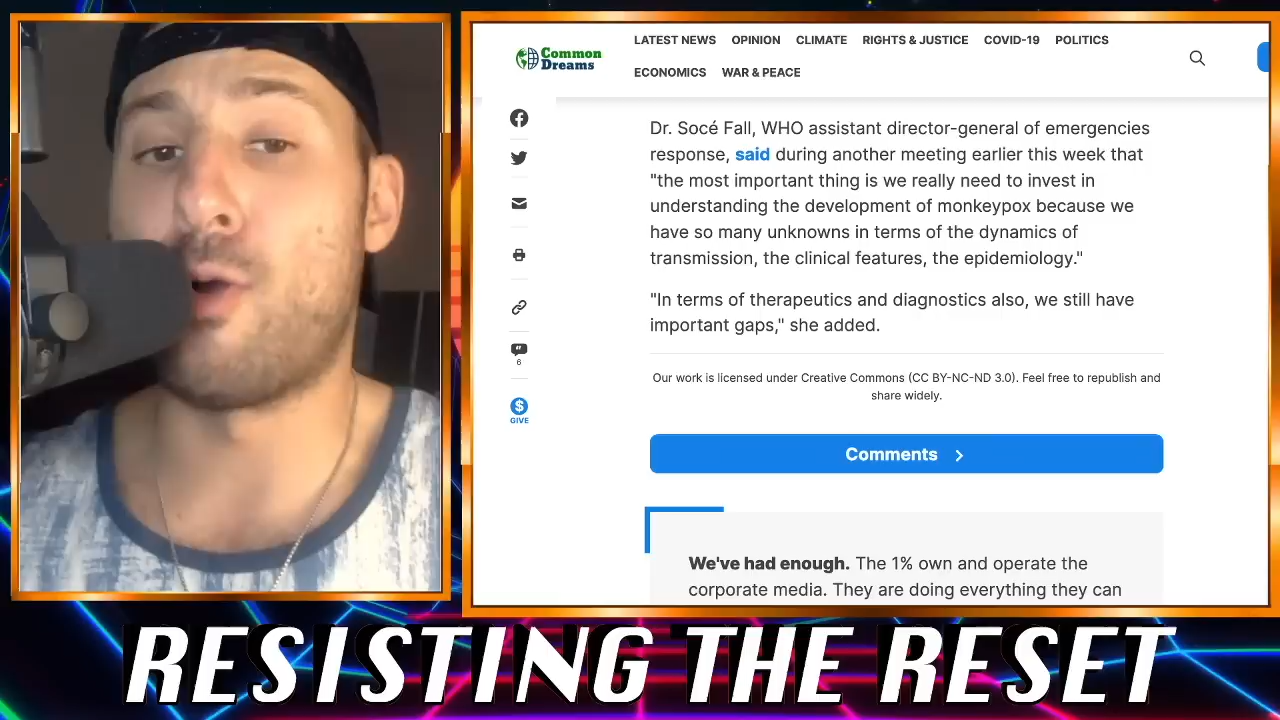 Common
Dreams
LATEST NEWS OPINION CLIMATE RIGHTS & JUSTICE COVID-19 POLITICS
ECONOMICS WAR & PEACE
Dr. Socé Fall, WHO assistant director-general of emergencies
response, said during another meeting earlier this week that
"the most important thing is we really need to invest in
understanding the development of monkeypox because we
have so many unknowns in terms of the dynamics of
transmission, the clinical features, the epidemiology."
"In terms of therapeutics and diagnostics also, we still have
important gaps," she added.
6
$
GIVE
Our work is licensed under Creative Commons (CC BY-NC-ND 3.0). Feel free to republish and
share widely.
Comments
We've had enough. The 1% own and operate the
corporate media. They are doing everything they can
RESISTING THE RESET